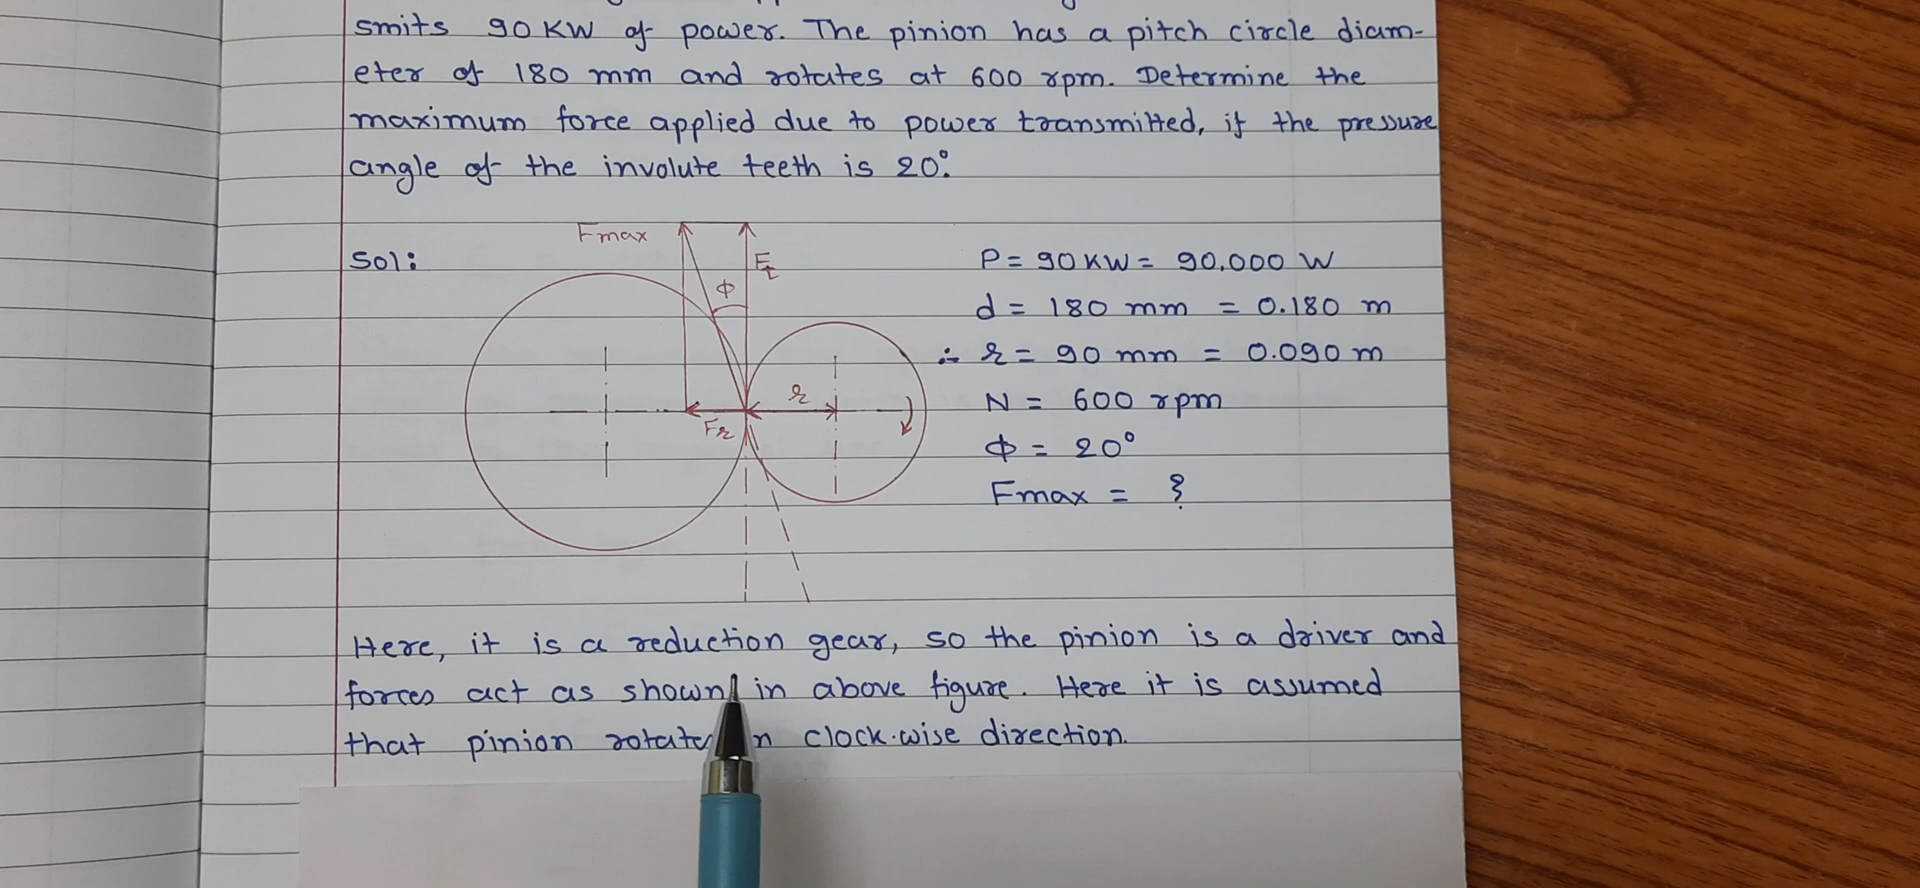 smits 90 KW of power. The pinion has a pitch circle diam-
eter of 180 mm and rotates at 600 rpm. Determine the
maximum force applied due to power transmitted, if the pressure
angle of the involute teeth is 20°.
Sol:
Fmax
Ft
φ
r
Fr
P = 90 KW = 90,000 W
d = 180 mm = 0.180 m
∴ r = 90 mm = 0.090 m
N = 600 rpm
φ = 20°
Fmax = ?
Here, it is a reduction gear, so the pinion is a driver and
forces act as shown in above figure. Here it is assumed
that pinion clock-wise direction.